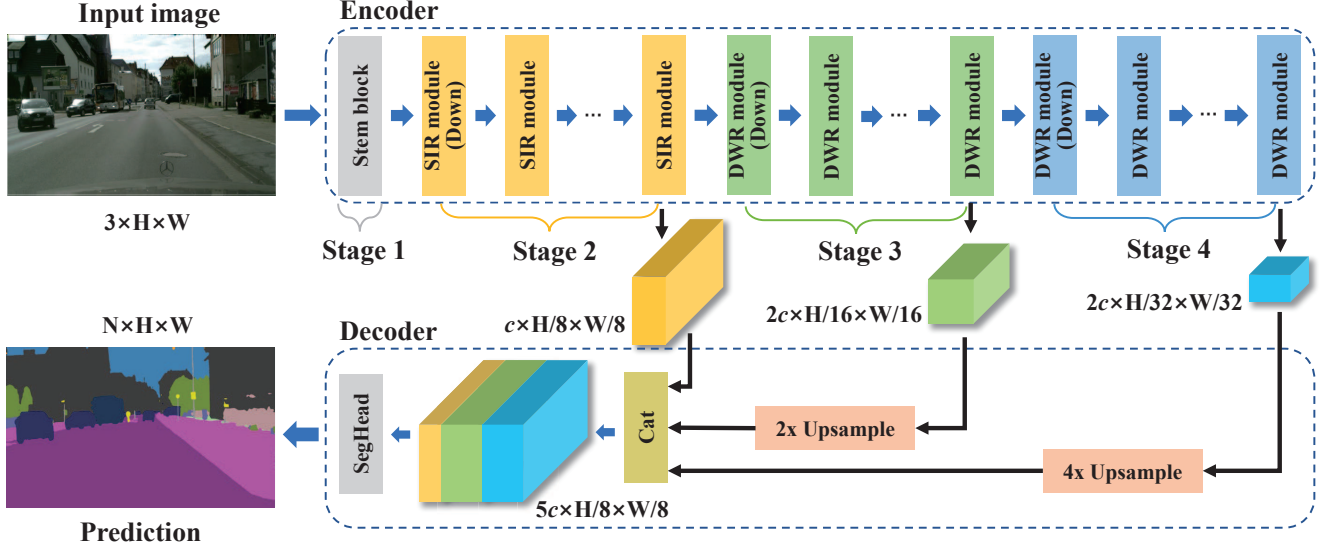 Input image
Encoder
Stem block
SIR module
(Down)
SIR module
...
SIR module
DWR module
(Down)
DWR module
...
DWR module
DWR module
(Down)
DWR module
...
DWR module
3×H×W
Stage 1
Stage 2
Stage 3
Stage 4
c×H/8×W/8
2c×H/16×W/16
2c×H/32×W/32
N×H×W
Decoder
SegHead
Cat
2x Upsample
4x Upsample
5c×H/8×W/8
Prediction